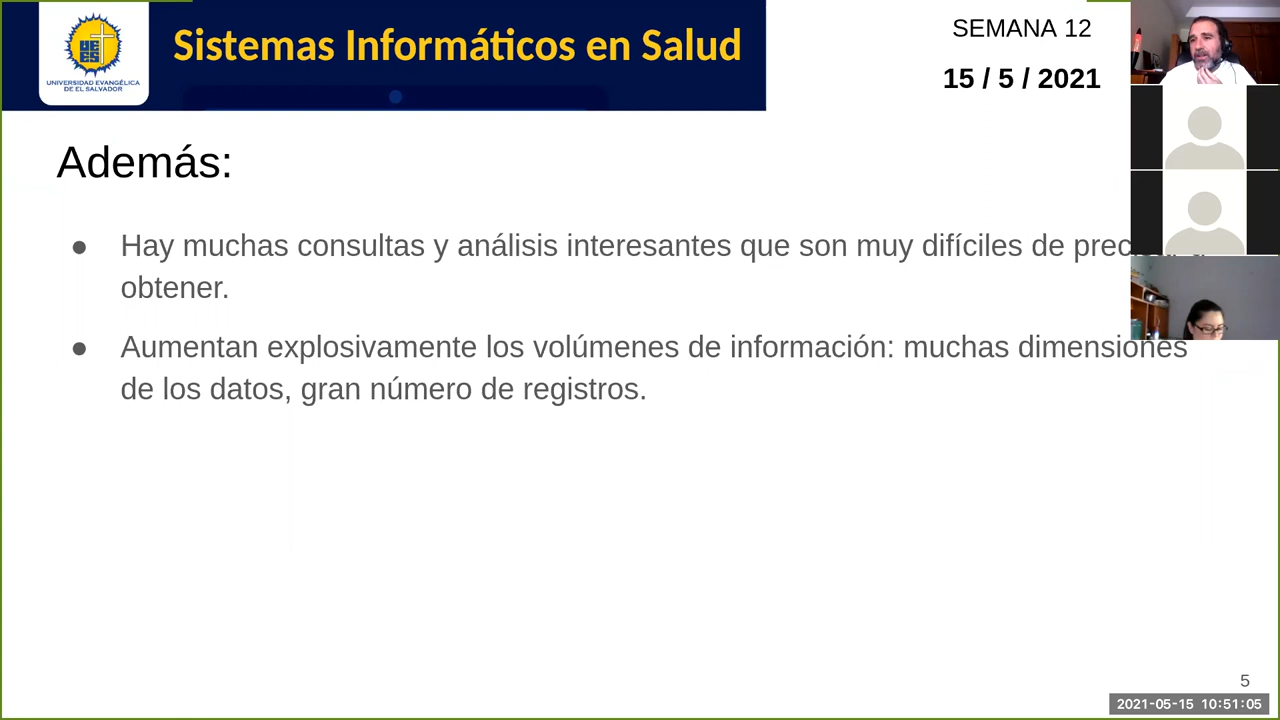 Sistemas Informáticos en Salud
UNIVERSIDAD EVANGÉLICA
DE EL SALVADOR
SEMANA 12
15 / 5 / 2021
Además:
● Hay muchas consultas y análisis interesantes que son muy difíciles de
obtener.
● Aumentan explosivamente los volúmenes de información: muchas dimensiones
de los datos, gran número de registros.
5
2021-05-15 10:51:05